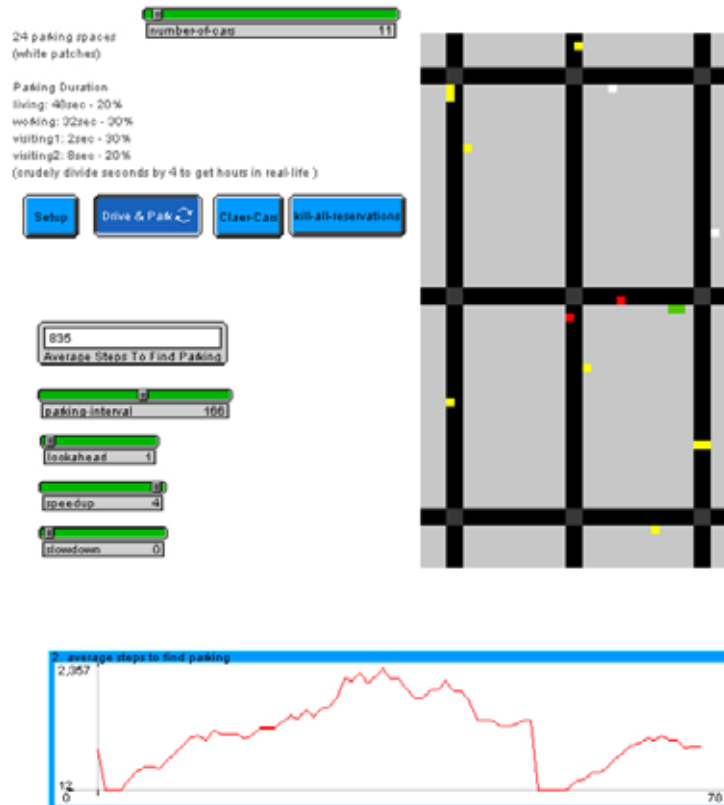 number-of-cars 11
24 parking spaces
(white patches)
Parking Duration
living: 48sec - 20%
working: 32sec - 30%
visiting1: 2sec - 30%
visiting2: 8sec - 20%
(crudely divide seconds by 4 to get hours in real-life )
Setup
Drive & Park
Claer-Cars
kill-all-reservations
835
Average Steps To Find Parking
parking-interval 166
lookahead 1
speedup 4
slowdown 0
2. average steps to find parking
2,357
12
0
78